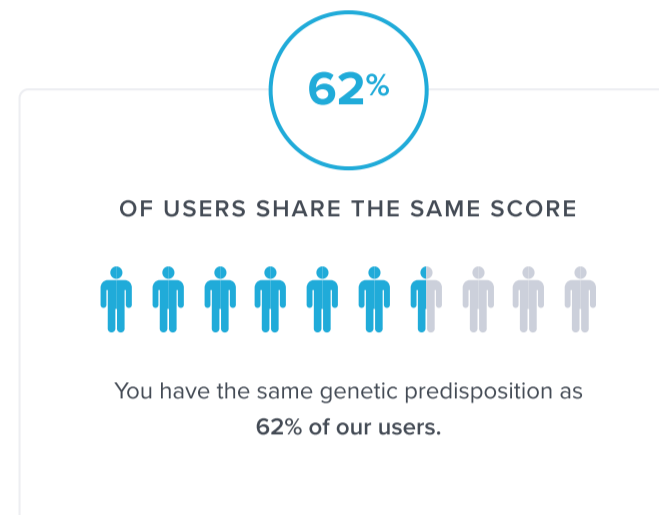 62%
OF USERS SHARE THE SAME SCORE
You have the same genetic predisposition as
62% of our users.